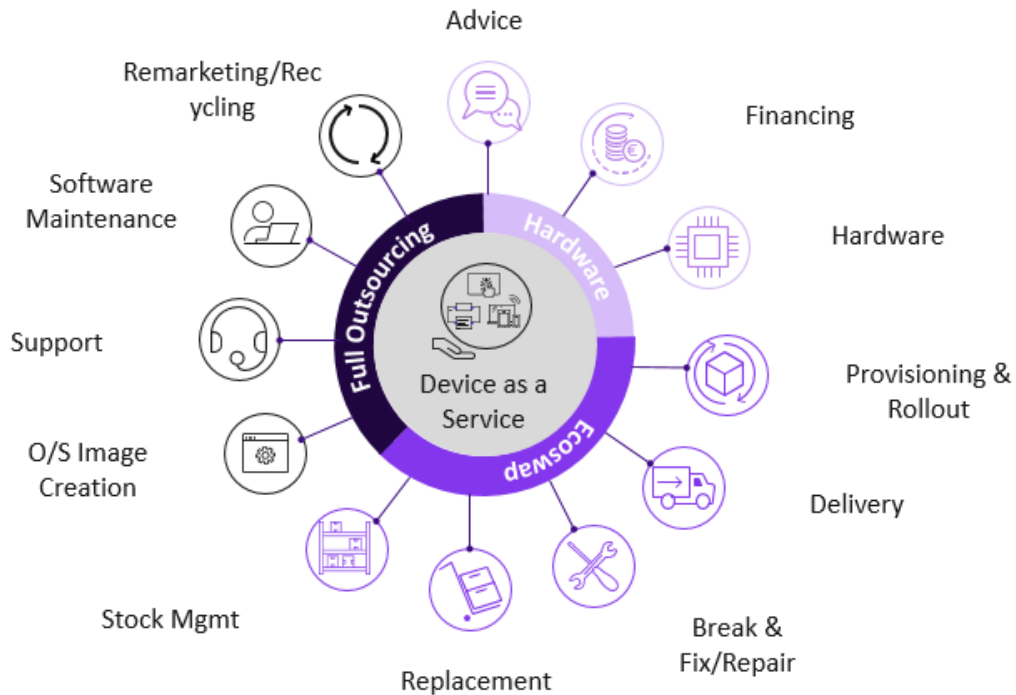 Advice
Remarketing/Rec
ycling
Financing
Software
Maintenance
Hardware
Hardware
Full Outsourcing
Support
Device as a
Service
Provisioning &
Rollout
Ecoswap
O/S Image
Creation
Delivery
Stock Mgmt
Break &
Fix/Repair
Replacement